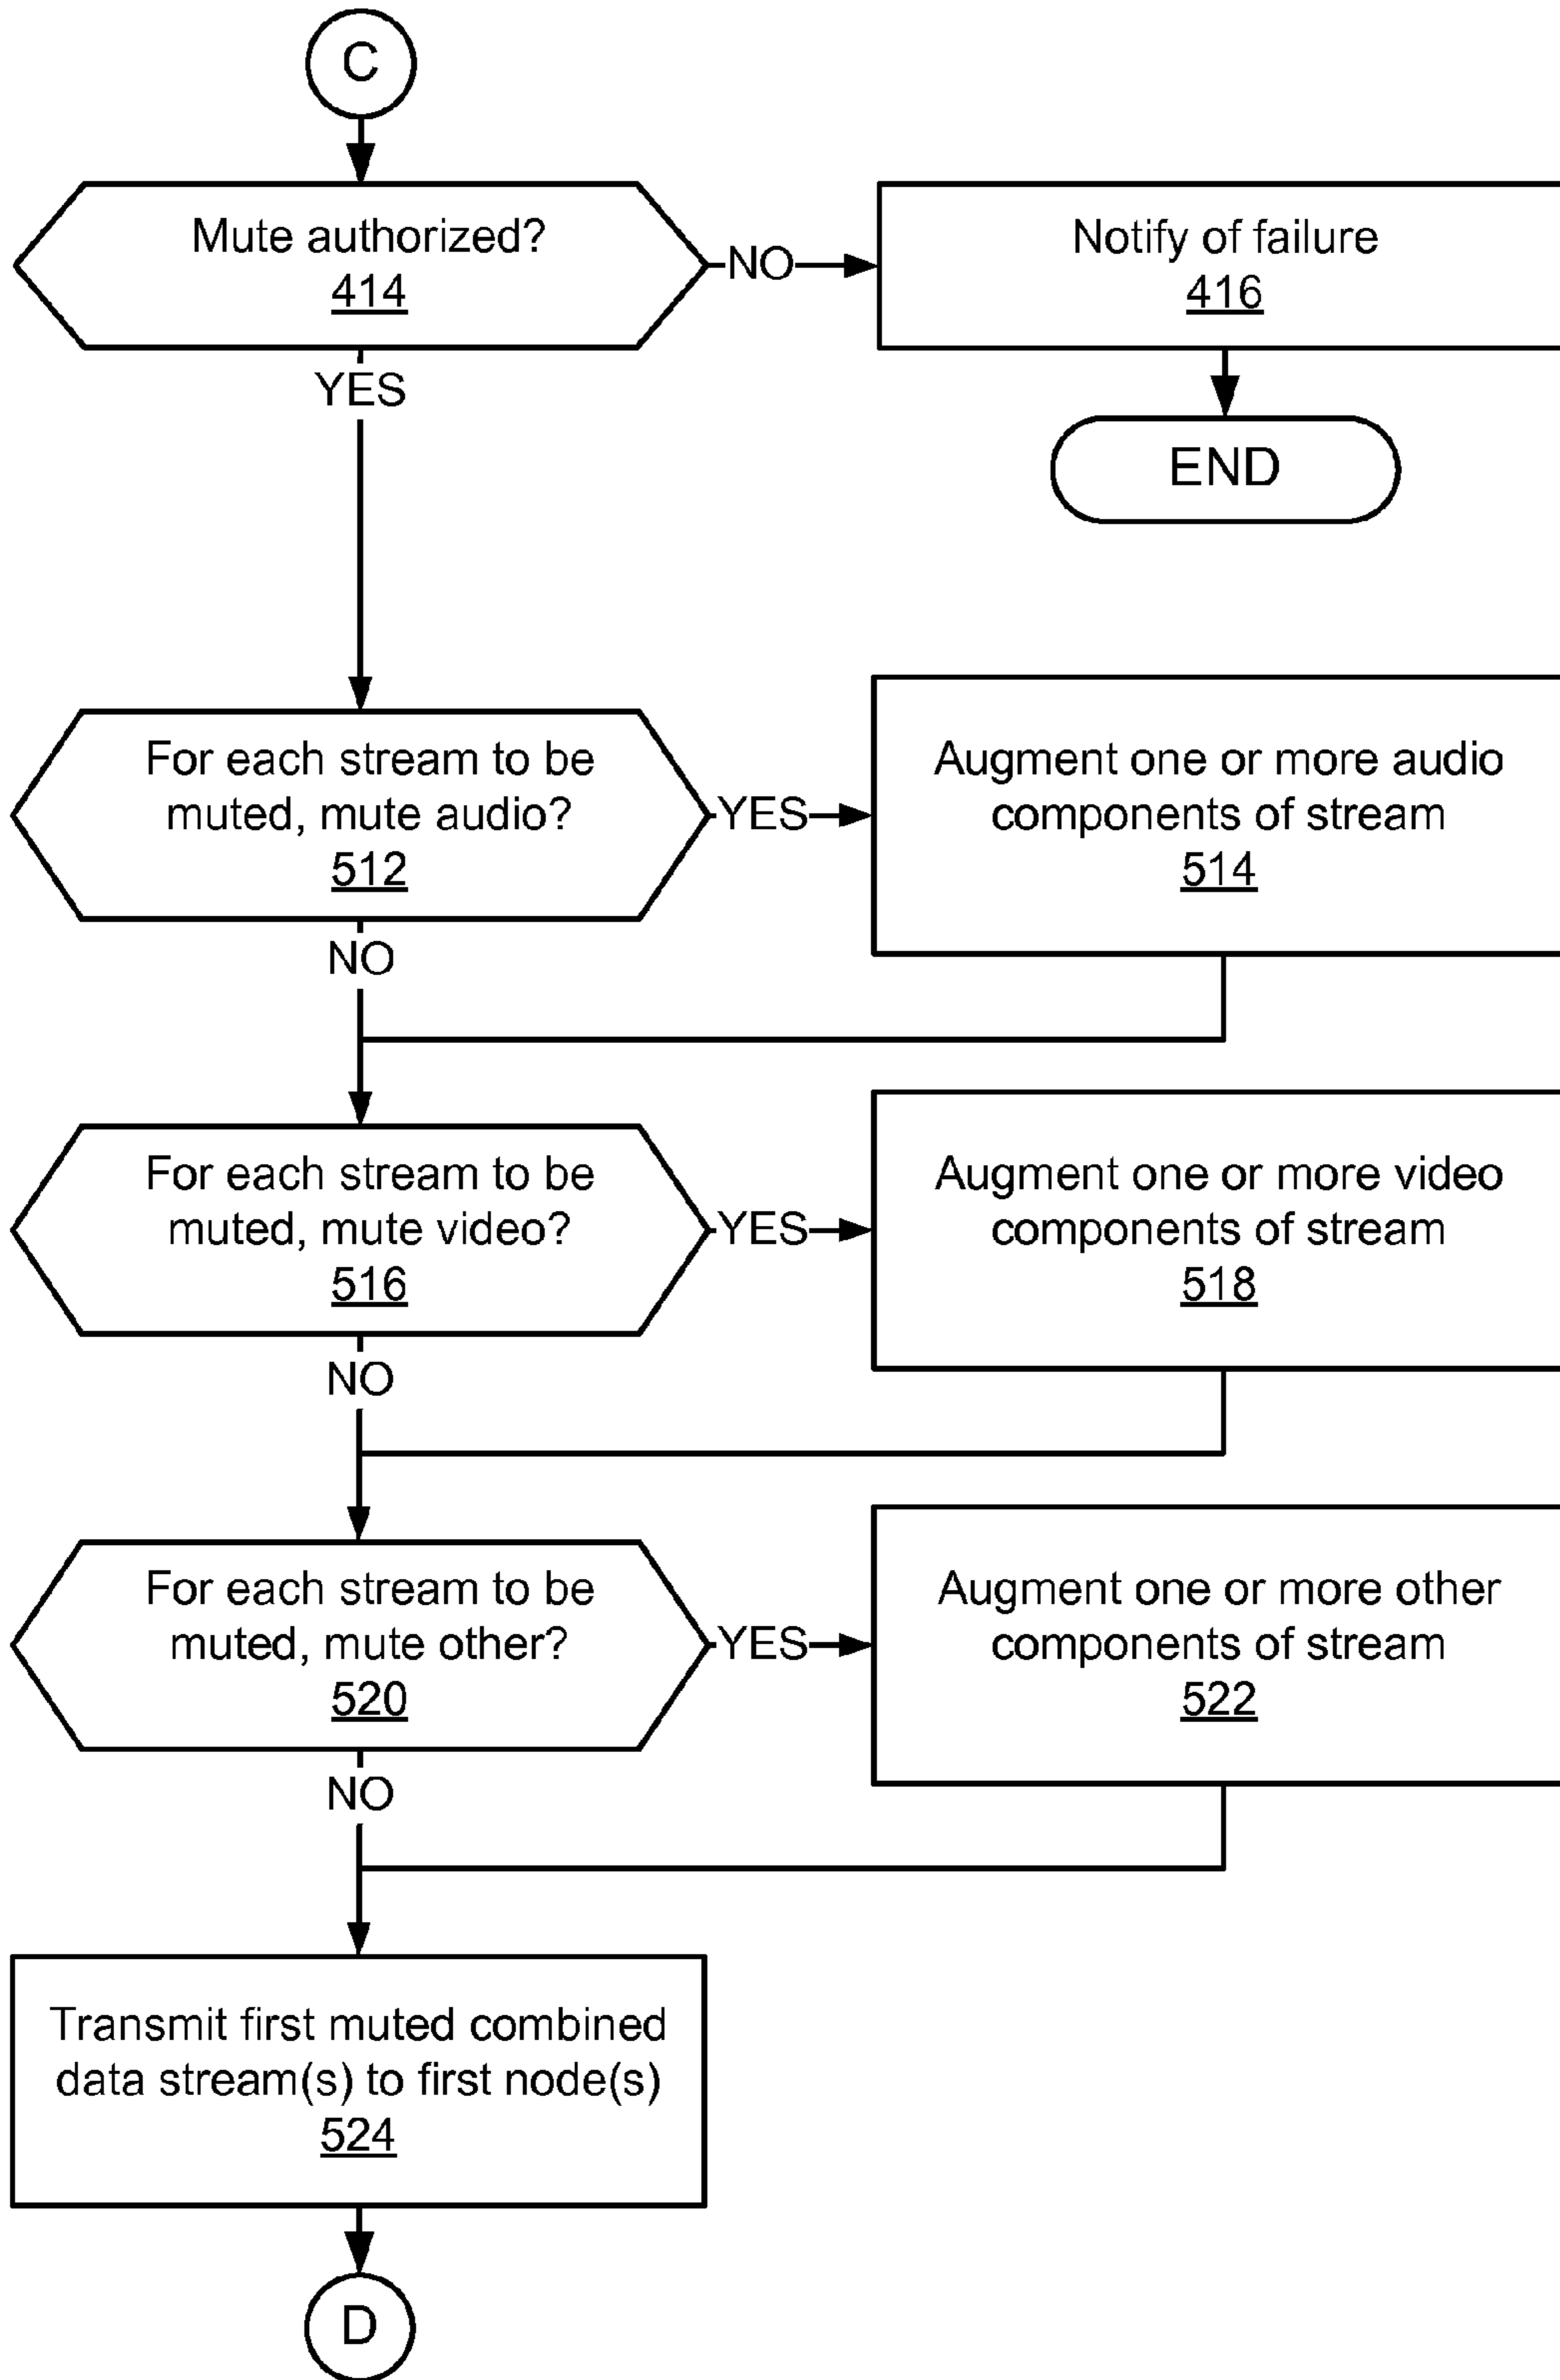 C
Mute authorized?
414
NO
Notify of failure
416
YES
END
For each stream to be
muted, mute audio?
512
YES
Augment one or more audio
components of stream
514
NO
For each stream to be
muted, mute video?
516
YES
Augment one or more video
components of stream
518
NO
For each stream to be
muted, mute other?
520
YES
Augment one or more other
components of stream
522
NO
Transmit first muted combined
data stream(s) to first node(s)
524
D